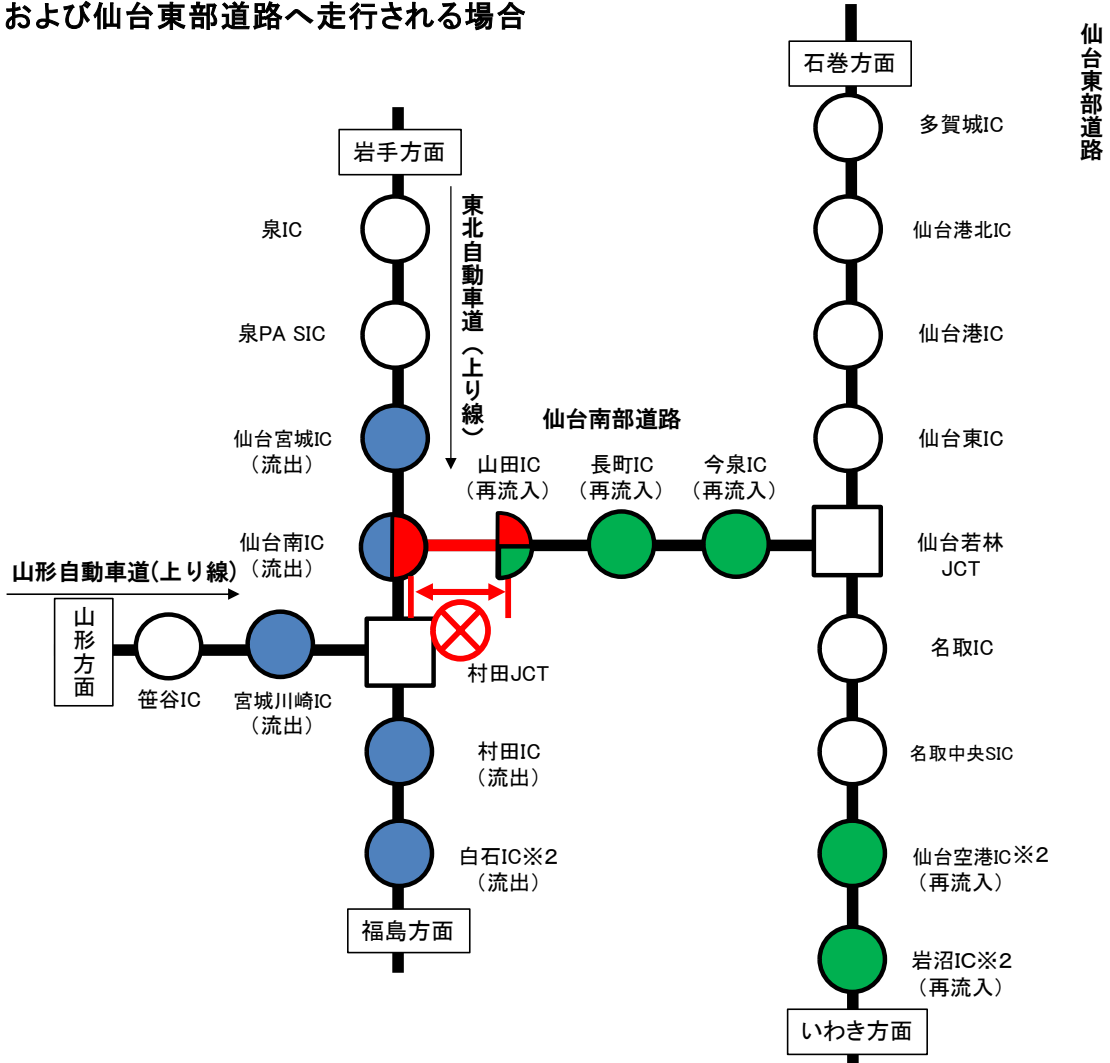 および仙台東部道路へ走行される場合
石巻方面
仙台東部道路
多賀城IC
岩手方面
東北自動車道(上り線)
泉IC
仙台港北IC
泉PA SIC
仙台港IC
仙台南部道路
仙台宮城IC
(流出)
仙台東IC
山田IC
(再流入)
長町IC
(再流入)
今泉IC
(再流入)
仙台南IC
(流出)
仙台若林
JCT
山形自動車道(上り線)
山形方面
笹谷IC
宮城川崎IC
(流出)
村田JCT
名取IC
村田IC
(流出)
名取中央SIC
白石IC※2
(流出)
仙台空港IC※2
(再流入)
福島方面
岩沼IC※2
(再流入)
いわき方面